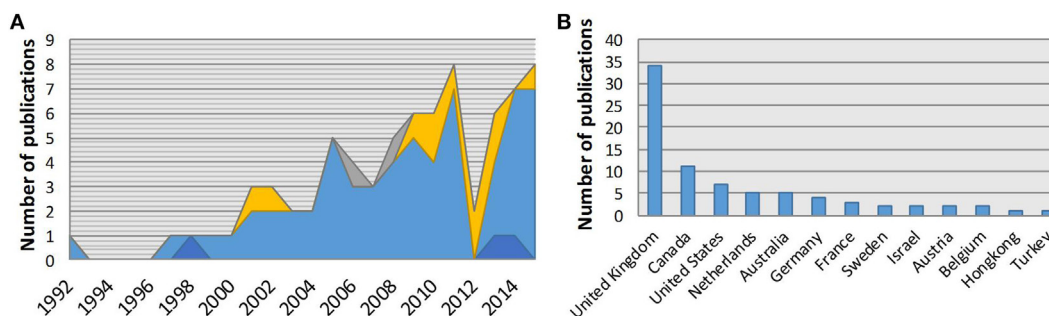 A
Number of publications
9
8
7
6
5
4
3
2
1
0
1992
1994
1996
1998
2000
2002
2004
2006
2008
2010
2012
2014
B
Number of publications
40
35
30
25
20
15
10
5
0
United Kingdom
Canada
United States
Netherlands
Australia
Germany
France
Sweden
Israel
Austria
Belgium
Hongkong
Turkey